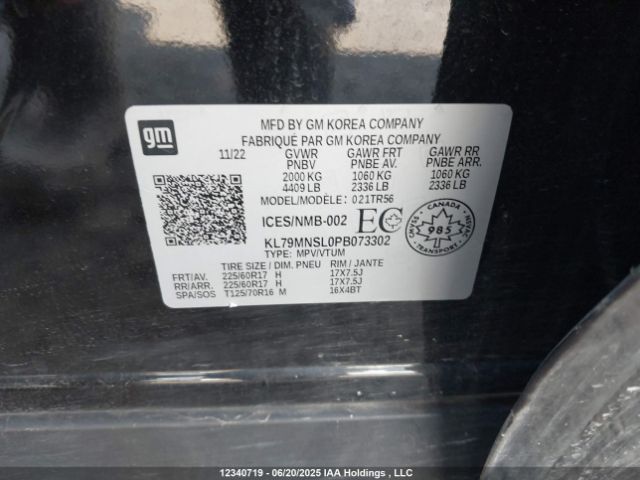 gm
MFD BY GM KOREA COMPANY
FABRIQUÉ PAR GM KOREA COMPANY
11/22 GVWR GAWR FRT GAWR RR
PNBV PNBE AV. PNBE ARR.
2000 KG 1060 KG 1060 KG
4409 LB 2336 LB 2336 LB
MODEL/MODÈLE: 021TR56
ICES/NMB-002 EC
CANADA
985
KL79MNSL0PB073302
TYPE: MPV/VTUM
TIRE SIZE / DIM. PNEU RIM / JANTE
FRT/AV. 225/60R17 H 17X7.5J
RR/ARR. 225/60R17 H 17X7.5J
SPA/SOS T125/70R16 M 16X4BT
12340719 - 06/20/2025 IAA Holdings , LLC